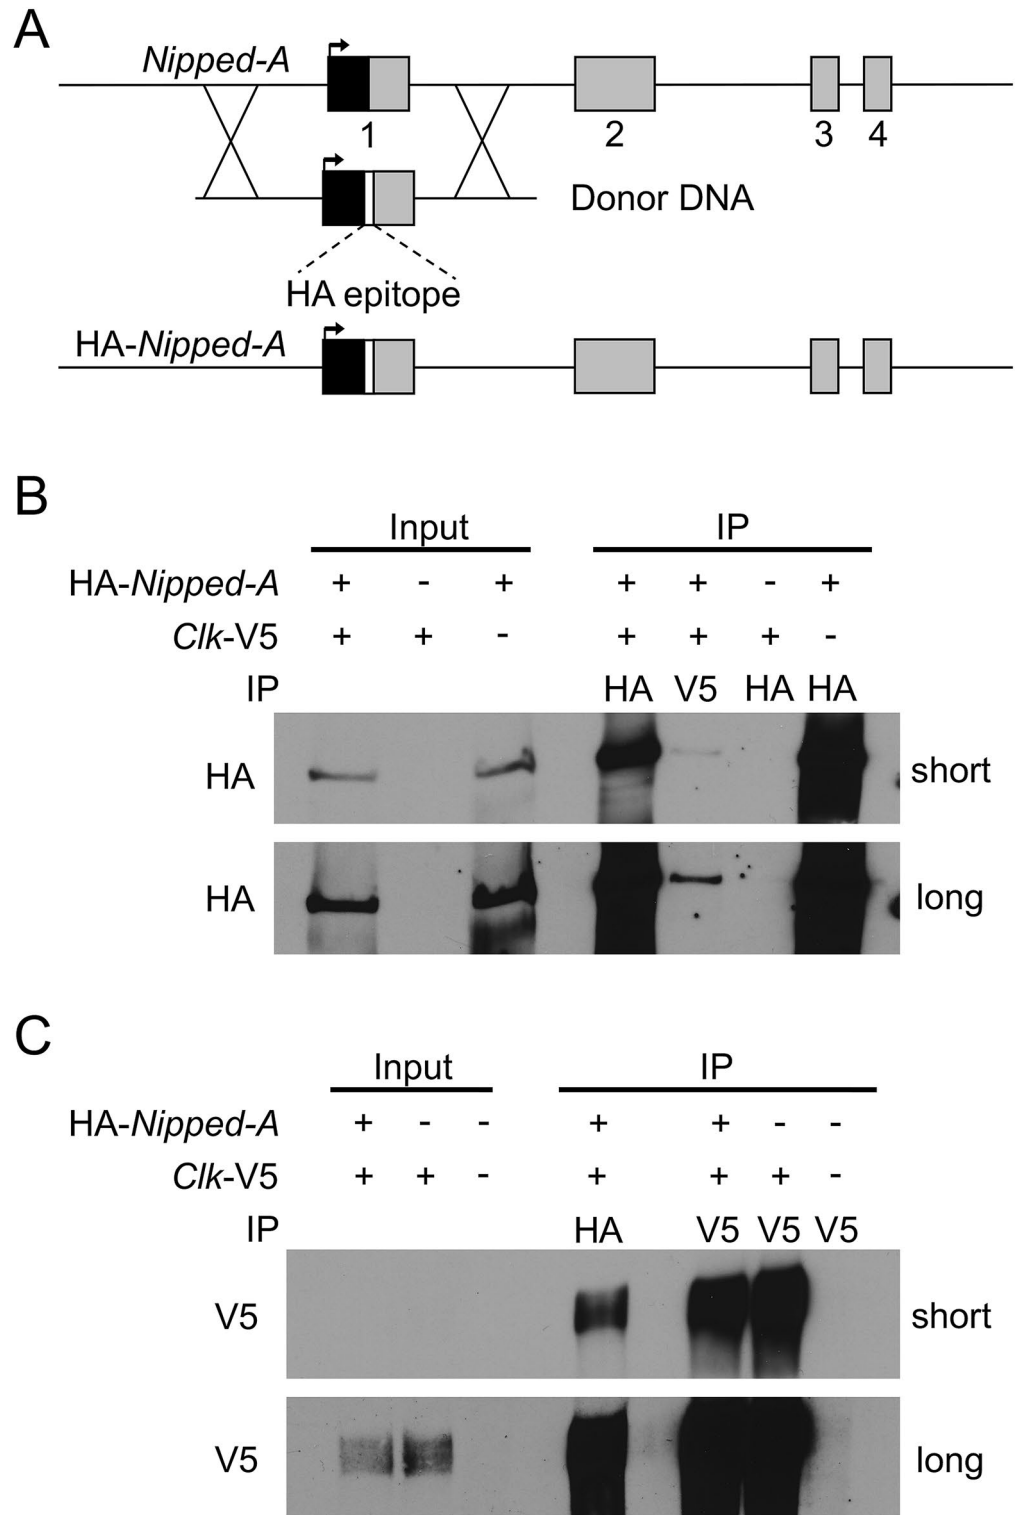 A
Nipped-A
1 2 3 4
Donor DNA
HA epitope
HA-Nipped-A
B
Input IP
HA-Nipped-A + - + + + - +
Clk-V5 + + - + + + -
IP HA V5 HA HA
HA short
HA long
C
Input IP
HA-Nipped-A + - - + + - -
Clk-V5 + + - + + + -
IP HA V5 V5 V5
V5 short
V5 long